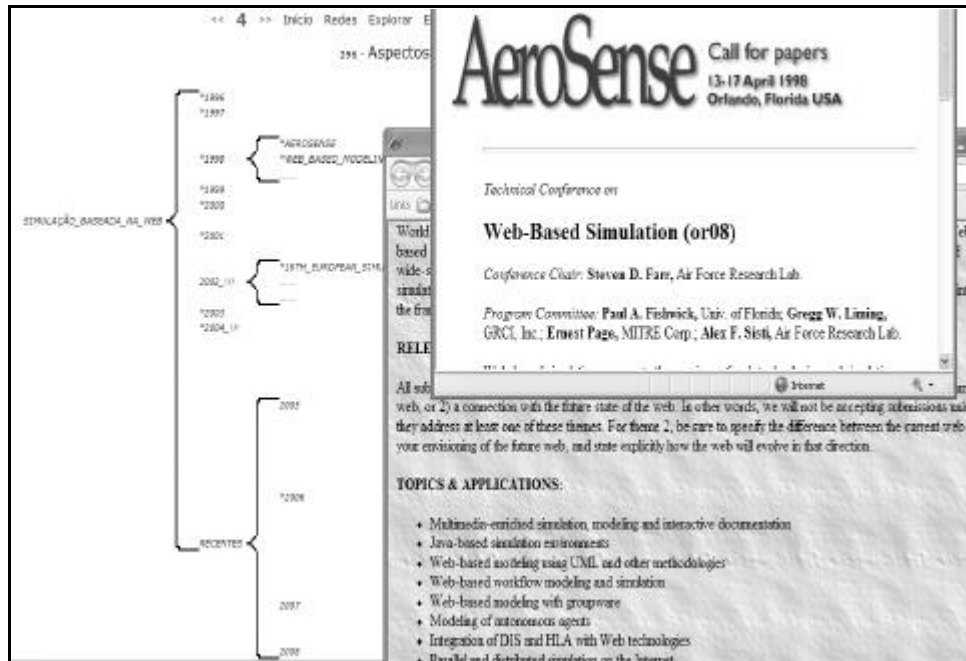 << 4 >> Início Redes Explorar E
396 - Aspectos
*1996
*1997
*1998
*AEROSENSE
*WEB_BASED_MODELIN
*1999
*2000
SIMULAÇÃO_BASEADA_NA_WEB
*2001
2002_!!!
*16TH_EUROPEAN_SIMU
*2003
*2004_!!!
2005
*2006
RECENTES
2007
2008
AeroSense
Call for papers
13-17 April 1998
Orlando, Florida USA
Technical Conference on
Web-Based Simulation (or08)
Conference Chair: Steven D. Farr, Air Force Research Lab.
Program Committee: Paul A. Fishwick, Univ. of Florida; Gregg W. Liming,
GRCI, Inc.; Ernest Page, MITRE Corp.; Alex F. Sisti, Air Force Research Lab.
Internet
Links
World
based
wide-s
simulat
the fra
RELE
All sub
web, or 2) a connection with the future state of the web. In other words, we will not be accepting submissions unl
they address at least one of these themes. For theme 2, be sure to specify the difference between the current web
your envisioning of the future web, and state explicitly how the web will evolve in that direction.
TOPICS & APPLICATIONS:
♦ Multimedia-enriched simulation, modeling and interactive documentation
♦ Java-based simulation environments
♦ Web-based modeling using UML and other methodologies
♦ Web-based workflow modeling and simulation
♦ Web-based modeling with groupware
♦ Modeling of autonomous agents
♦ Integration of DIS and HLA with Web technologies
♦ Parallel and distributed simulation on the Internet